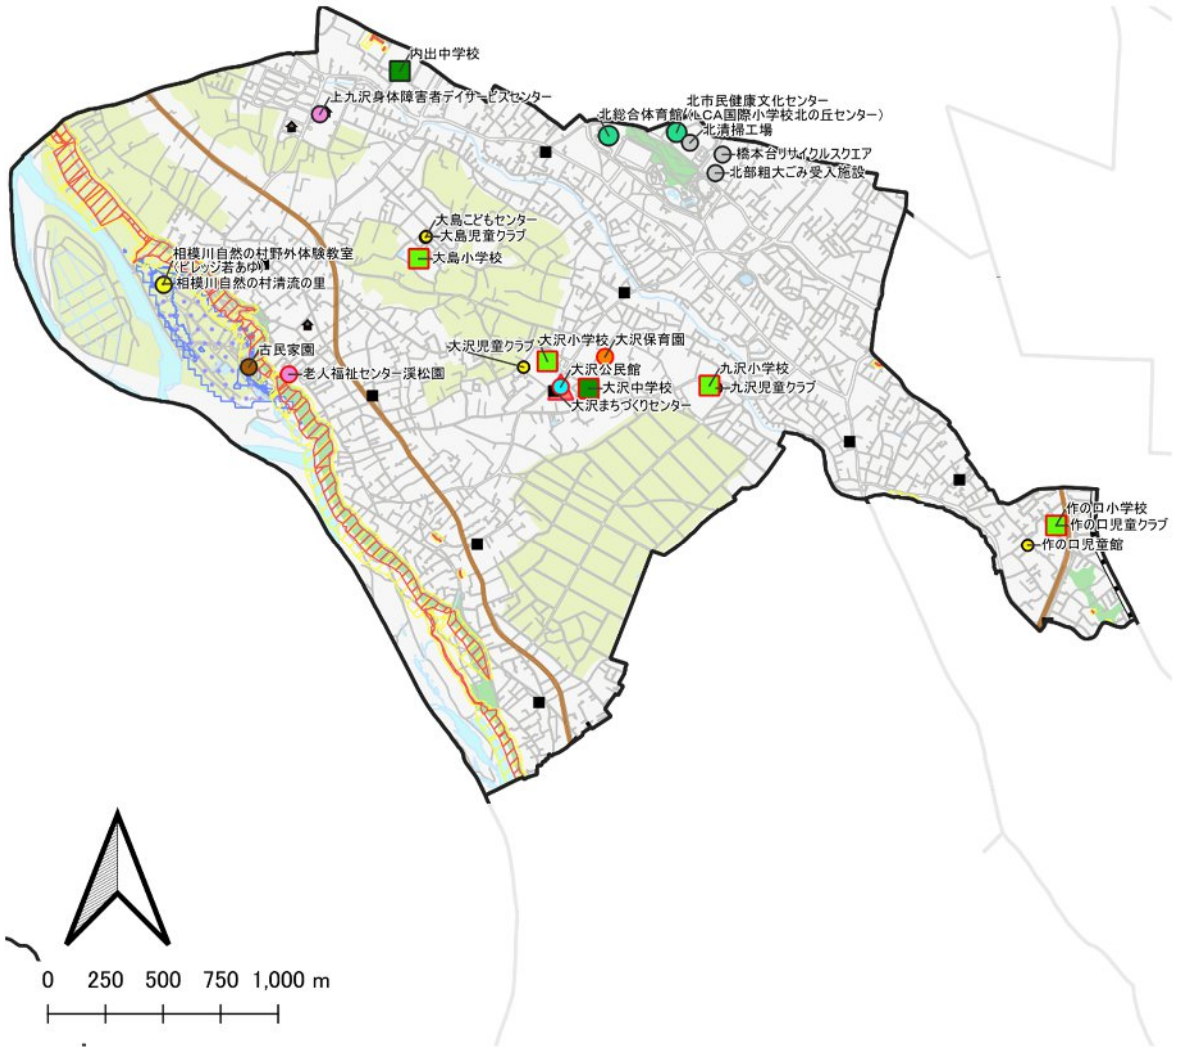 内出中学校
上九沢身体障害者デイサービスセンター
北市民健康文化センター
北総合体育館(LCA国際小学校北の丘センター)
北清掃工場
橋本台リサイクルスクエア
北部粗大ごみ受入施設
大島こどもセンター
大島児童クラブ
大島小学校
相模川自然の村野外体験教室
(ビレッジ若あゆ)
相模川自然の村清流の里
古民家園
老人福祉センター渓松園
大沢児童クラブ
大沢小学校
大沢保育園
大沢公民館
大沢中学校
大沢まちづくりセンター
九沢小学校
九沢児童クラブ
作の口小学校
作の口児童クラブ
作の口児童館
0 250 500 750 1,000 m